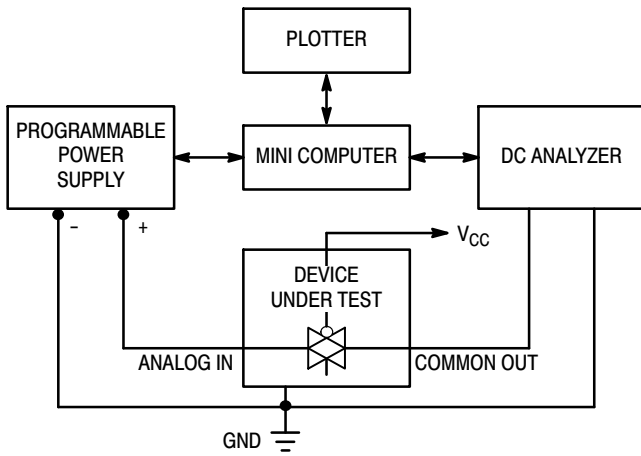 PLOTTER
PROGRAMMABLE
POWER
SUPPLY
MINI COMPUTER
DC ANALYZER
–
+
VCC
DEVICE
UNDER TEST
ANALOG IN
COMMON OUT
GND